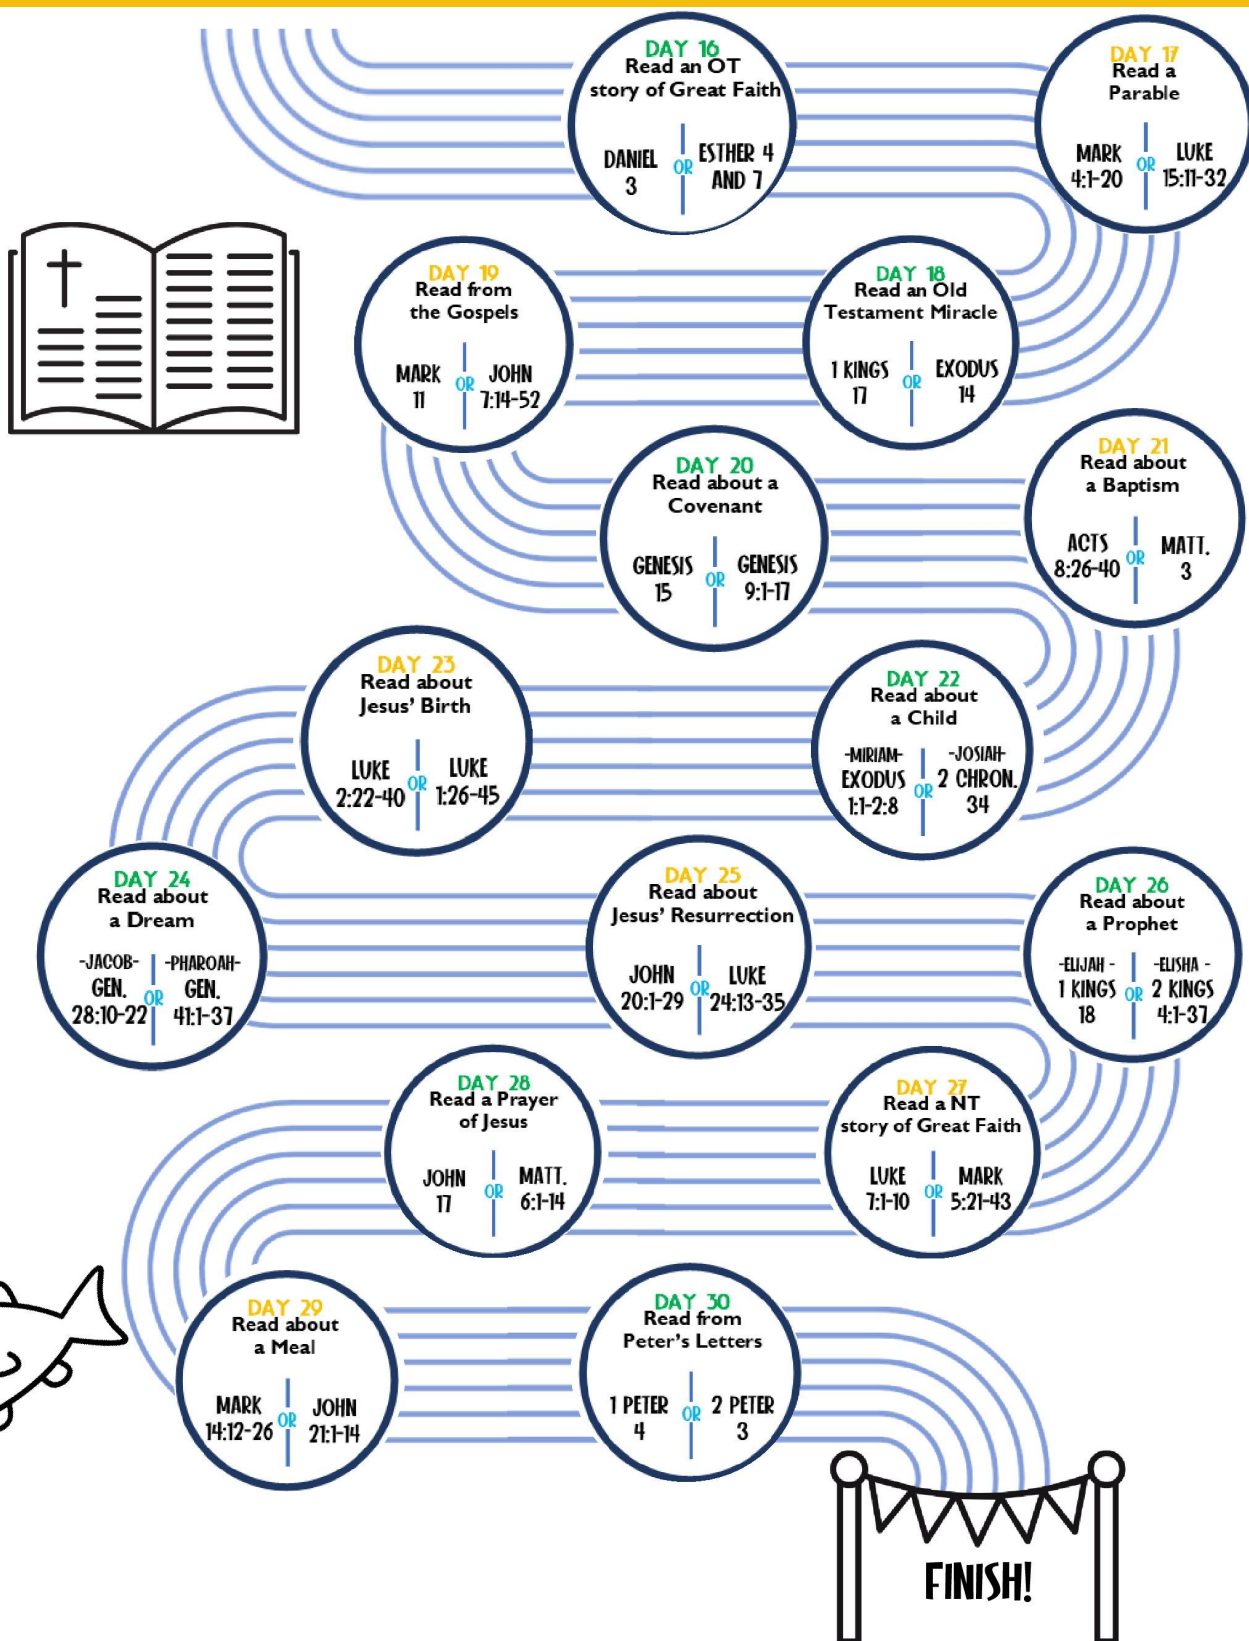 DAY 16
Read an OT
story of Great Faith
DANIEL
3
OR
ESTHER 4
AND 7
DAY 17
Read a
Parable
MARK
4:1-20
OR
LUKE
15:11-32
DAY 18
Read an Old
Testament Miracle
1 KINGS
17
OR
EXODUS
14
DAY 19
Read from
the Gospels
MARK
11
OR
JOHN
7:14-52
DAY 20
Read about a
Covenant
GENESIS
15
OR
GENESIS
9:1-17
DAY 21
Read about
a Baptism
ACTS
8:26-40
OR
MATT.
3
DAY 22
Read about
a Child
-MIRIAM-
EXODUS
1:1-2:8
OR
-JOSIAH-
2 CHRON.
34
DAY 23
Read about
Jesus' Birth
LUKE
2:22-40
OR
LUKE
1:26-45
DAY 24
Read about
a Dream
-JACOB-
GEN.
28:10-22
OR
-PHAROAH-
GEN.
41:1-37
DAY 25
Read about
Jesus' Resurrection
JOHN
20:1-29
OR
LUKE
24:13-35
DAY 26
Read about
a Prophet
-ELIJAH -
1 KINGS
18
OR
-ELISHA -
2 KINGS
4:1-37
DAY 27
Read a NT
story of Great Faith
LUKE
7:1-10
OR
MARK
5:21-43
DAY 28
Read a Prayer
of Jesus
JOHN
17
OR
MATT.
6:1-14
DAY 29
Read about
a Meal
MARK
14:12-26
OR
JOHN
21:1-14
DAY 30
Read from
Peter's Letters
1 PETER
4
OR
2 PETER
3
FINISH!